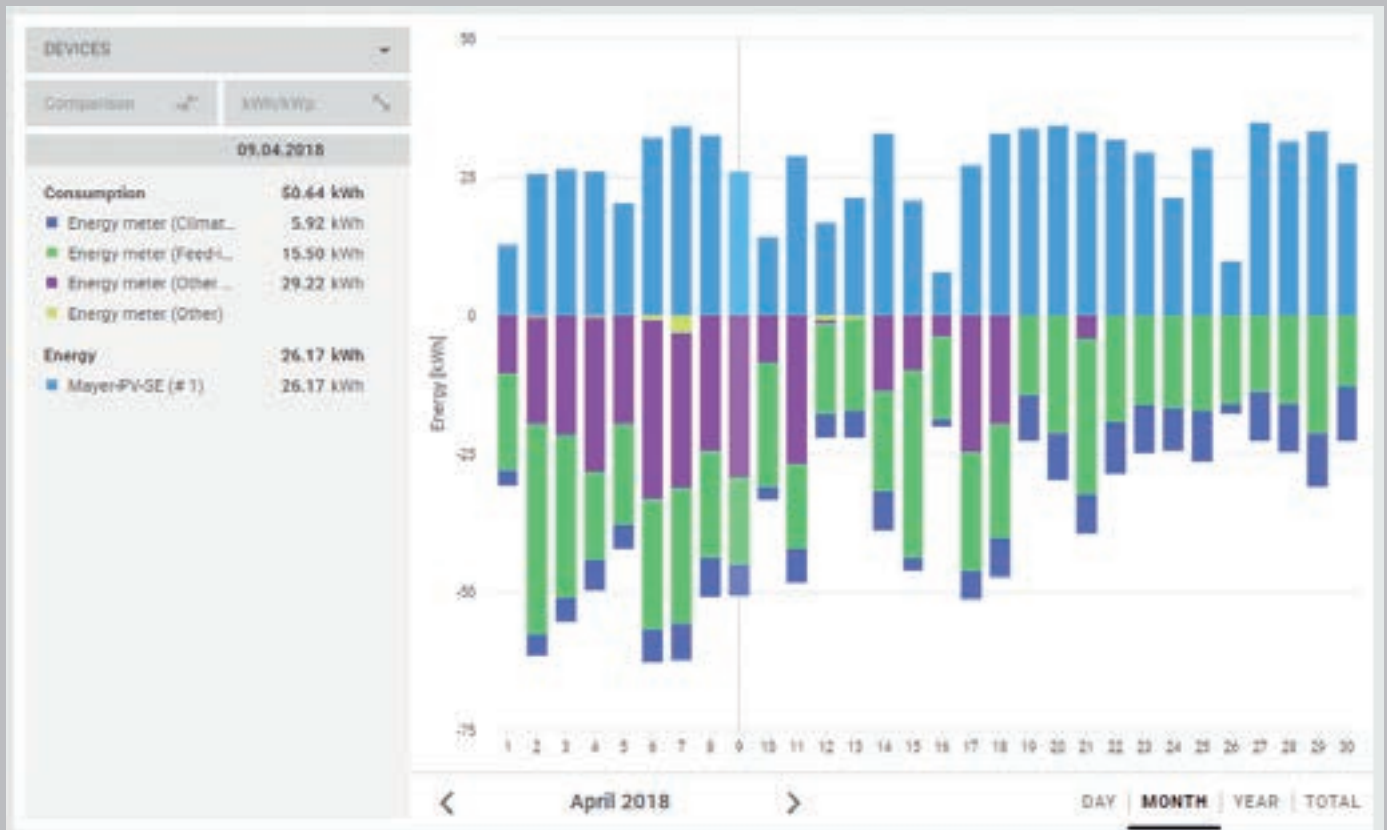 DEVICES
Comparison kWh/kWp
09.04.2018
Consumption 50.64 kWh
Energy meter (Climat... 5.92 kWh
Energy meter (Feed-i... 15.50 kWh
Energy meter (Other ... 29.22 kWh
Energy meter (Other)
Energy 26.17 kWh
Mayer-PV-SE (# 1) 26.17 kWh
Energy [kWh]
50
25
0
-25
-50
-75
1 2 3 4 5 6 7 8 9 10 11 12 13 14 15 16 17 18 19 20 21 22 23 24 25 26 27 28 29 30
April 2018
DAY | MONTH | YEAR | TOTAL